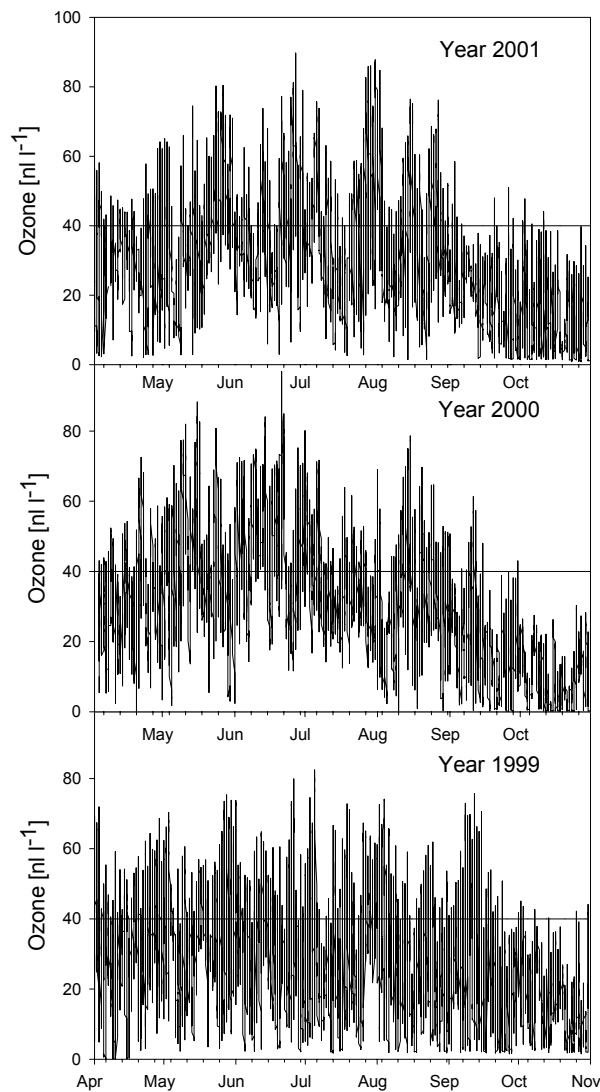 100
Year 2001
80
60
Ozone [nl l⁻¹]
40
20
0
May Jun Jul Aug Sep Oct
Year 2000
80
60
Ozone [nl l⁻¹]
40
20
0
May Jun Jul Aug Sep Oct
Year 1999
80
60
Ozone [nl l⁻¹]
40
20
0
Apr May Jun Jul Aug Sep Oct Nov